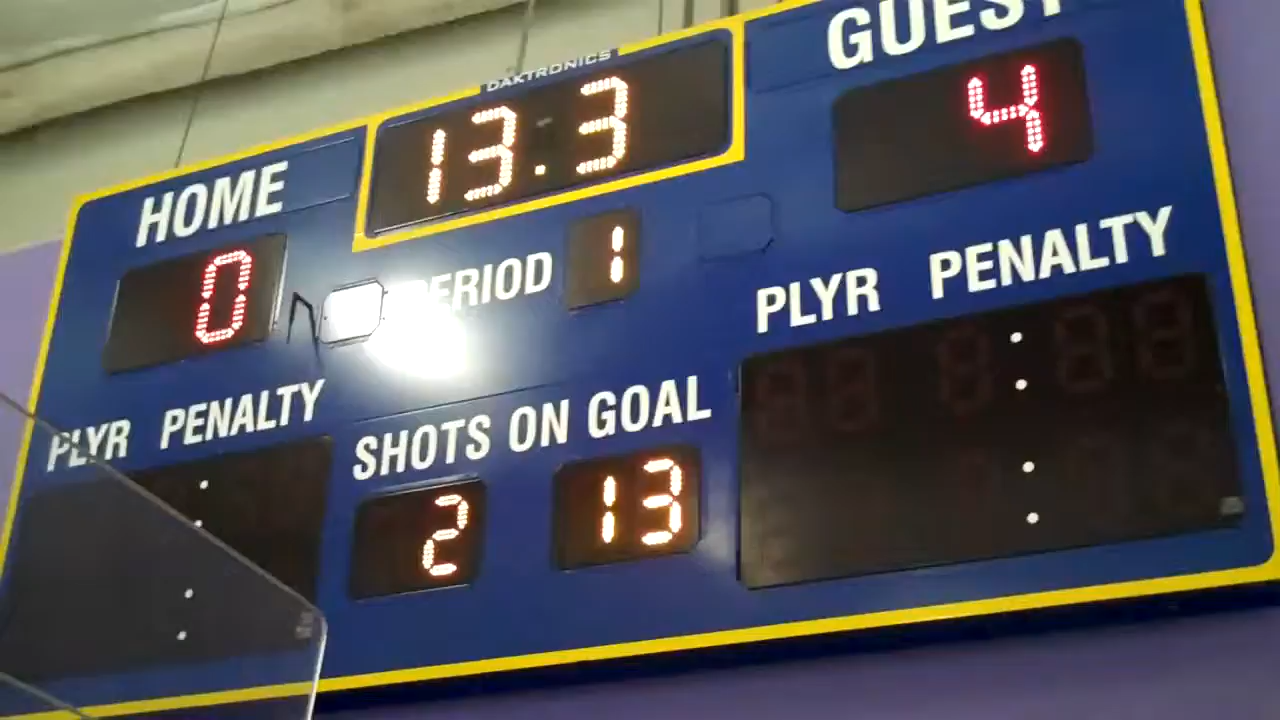 DAKTRONICS
HOME 13.3 GUEST
0 PERIOD 1 4
PLYR PENALTY SHOTS ON GOAL PLYR PENALTY
2 13